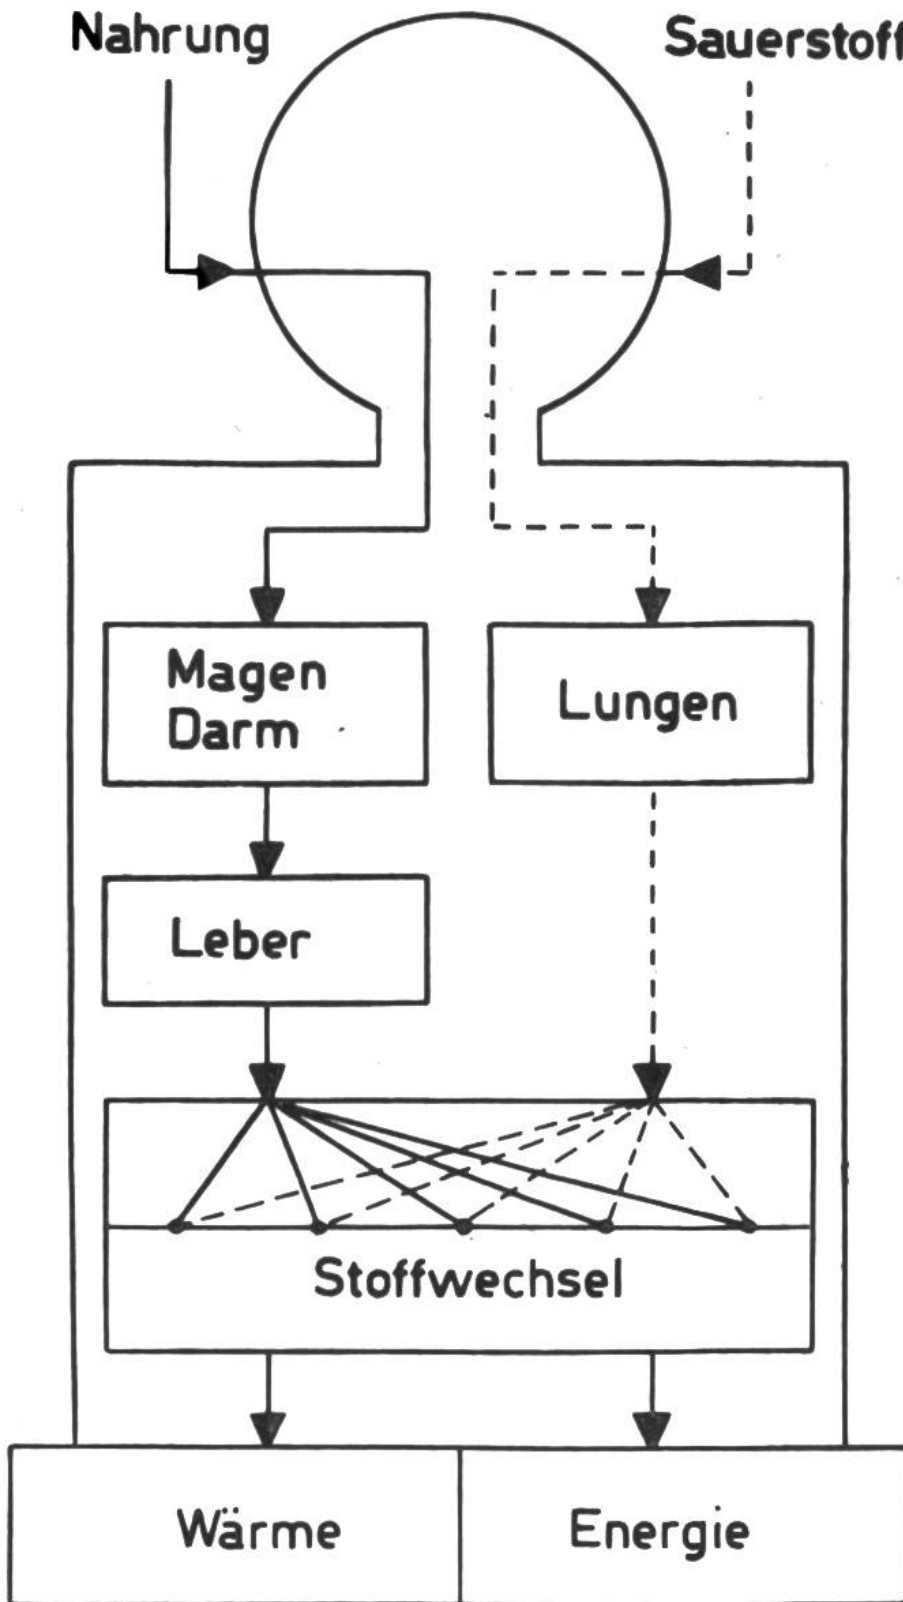 Nahrung
Sauerstoff
Magen
Darm
Lungen
Leber
Stoffwechsel
Wärme
Energie